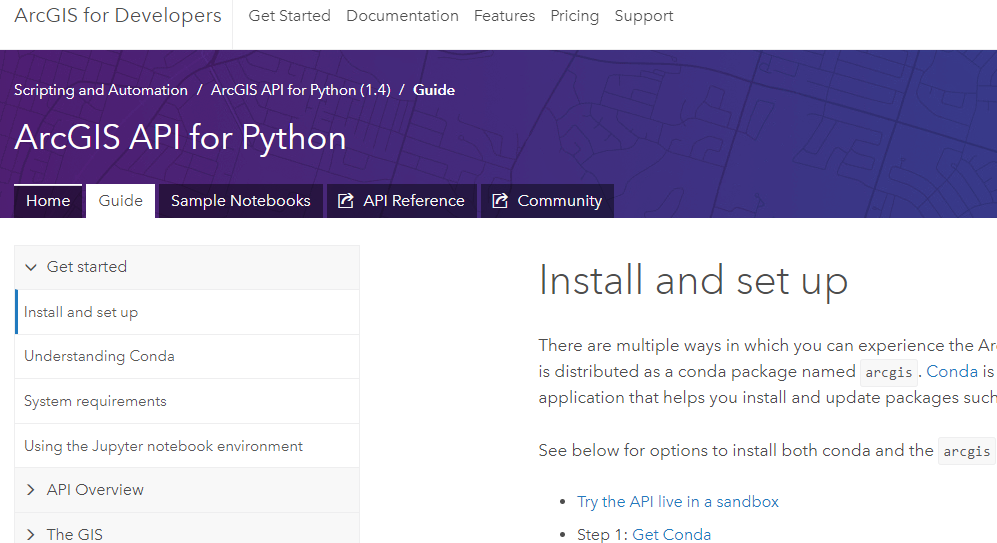 ArcGIS for Developers
Get Started Documentation Features Pricing Support
Scripting and Automation / ArcGIS API for Python (1.4) / Guide
ArcGIS API for Python
Home Guide Sample Notebooks API Reference Community
Get started
Install and set up
Understanding Conda
System requirements
Using the Jupyter notebook environment
API Overview
The GIS
Install and set up
There are multiple ways in which you can experience the
is distributed as a conda package named arcgis . Conda is
application that helps you install and update packages such
See below for options to install both conda and the arcgis
• Try the API live in a sandbox
• Step 1: Get Conda